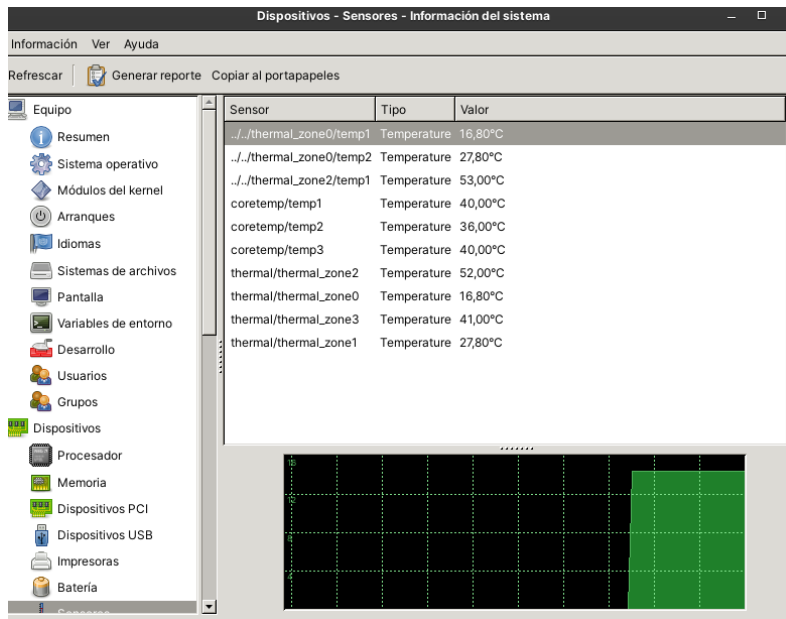 Dispositivos - Sensores - Información del sistema
Información Ver Ayuda
Refrescar Generar reporte Copiar al portapapeles
Equipo
Resumen
Sistema operativo
Módulos del kernel
Arranques
Idiomas
Sistemas de archivos
Pantalla
Variables de entorno
Desarrollo
Usuarios
Grupos
Dispositivos
Procesador
Memoria
Dispositivos PCI
Dispositivos USB
Impresoras
Batería
Sensores
Sensor Tipo Valor
../../thermal_zone0/temp1 Temperature 16,80°C
../../thermal_zone0/temp2 Temperature 27,80°C
../../thermal_zone2/temp1 Temperature 53,00°C
coretemp/temp1 Temperature 40,00°C
coretemp/temp2 Temperature 36,00°C
coretemp/temp3 Temperature 40,00°C
thermal/thermal_zone2 Temperature 52,00°C
thermal/thermal_zone0 Temperature 16,80°C
thermal/thermal_zone3 Temperature 41,00°C
thermal/thermal_zone1 Temperature 27,80°C
12
8
4